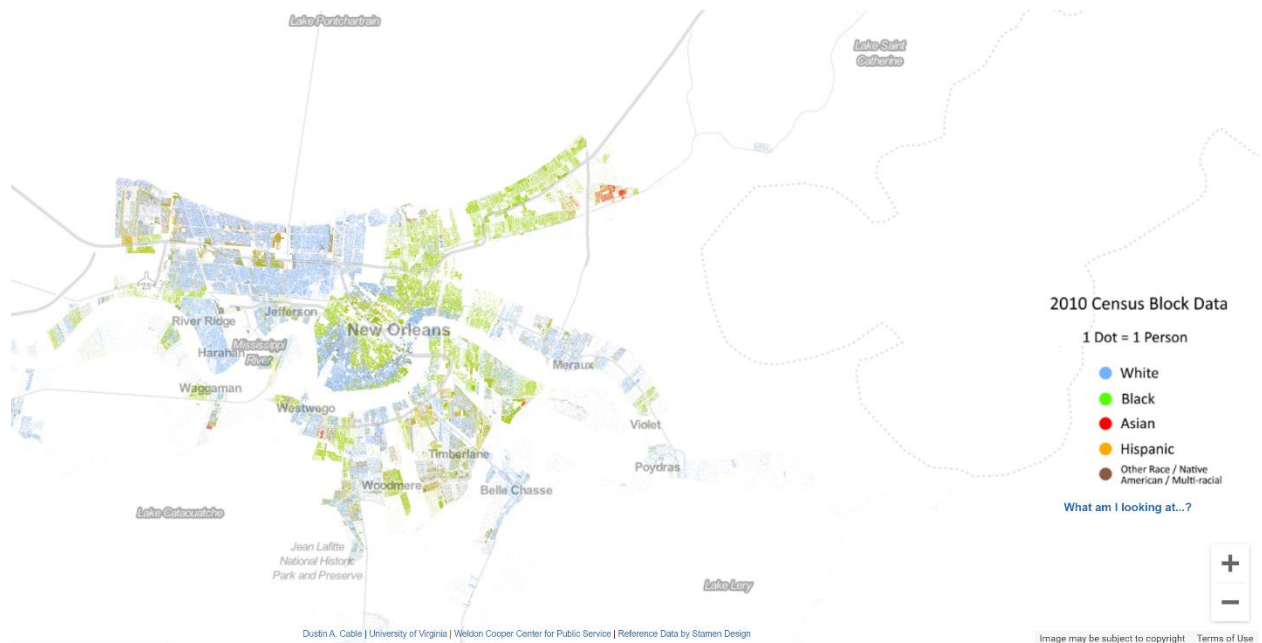 Lake Pontchartrain
Lake Saint
Catherine
2010 Census Block Data
1 Dot = 1 Person
River Ridge
Jefferson
New Orleans
Mississippi
River
Harahan
Meraux
White
Waggaman
Black
Westwego
Asian
Violet
Hispanic
Timberlane
Poydras
Other Race / Native
American / Multi-racial
Woodmere
Belle Chasse
What am I looking at...?
Lake Cataouatche
Jean Lafitte
National Historic
Park and Preserve
Lake Lery
+
−
Dustin A. Cable | University of Virginia | Weldon Cooper Center for Public Service | Reference Data by Stamen Design
Image may be subject to copyright Terms of Use